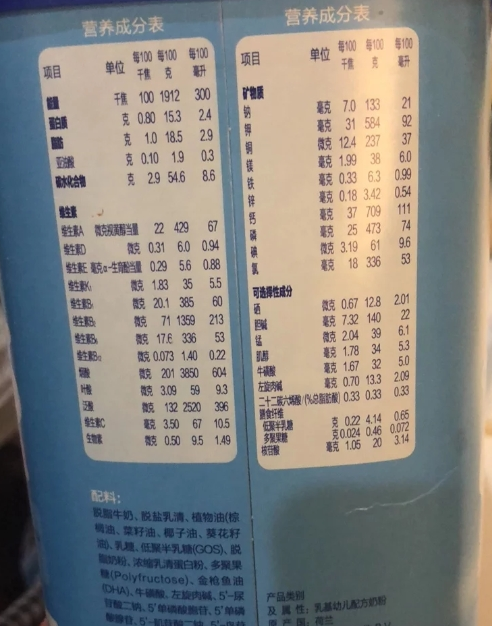 营养成分表
项目 单位 每100千焦 每100克 每100毫升
能量 千焦 100 1912 300
蛋白质 克 0.80 15.3 2.4
脂肪 克 1.0 18.5 2.9
亚油酸 克 0.10 1.9 0.3
碳水化合物 克 2.9 54.6 8.6
维生素
维生素A 微克视黄醇当量 22 429 67
维生素D 微克 0.31 6.0 0.94
维生素E 毫克α-生育酚当量 0.29 5.6 0.88
维生素K₁ 微克 1.83 35 5.5
维生素B₁ 微克 20.1 385 60
维生素B₂ 微克 71 1359 213
维生素B₆ 微克 17.6 336 53
维生素B₁₂ 微克 0.073 1.40 0.22
烟酸 微克 201 3850 604
叶酸 微克 3.09 59 9.3
泛酸 微克 132 2520 396
维生素C 毫克 3.50 67 10.5
生物素 微克 0.50 9.5 1.49
配料:
脱脂牛奶、脱盐乳清、植物油(棕
榈油、菜籽油、椰子油、葵花籽
油)、乳糖、低聚半乳糖(GOS)、脱
脂奶粉、浓缩乳清蛋白粉、多聚果
糖(Polyfructose)、金枪鱼油
(DHA)、牛磺酸、左旋肉碱、5'-尿
苷酸二钠、5'单磷酸胞苷、5'单磷
营养成分表
项目 单位 每100千焦 每100克 每100毫升
矿物质
钠 毫克 7.0 133 21
钾 毫克 31 584 92
铜 微克 12.4 237 37
镁 毫克 1.99 38 6.0
铁 毫克 0.33 6.3 0.99
锌 毫克 0.18 3.42 0.54
钙 毫克 37 709 111
磷 毫克 25 473 74
碘 微克 3.19 61 9.6
氯 毫克 18 336 53
可选择性成分
硒 微克 0.67 12.8 2.01
胆碱 毫克 7.32 140 22
锰 微克 2.04 39 6.1
肌醇 毫克 1.78 34 5.3
牛磺酸 毫克 1.67 32 5.0
左旋肉碱 毫克 0.70 13.3 2.09
二十二碳六烯酸 (%总脂肪酸) 0.33 0.33 0.33
膳食纤维
低聚半乳糖 克 0.22 4.14 0.65
多聚果糖 克 0.024 0.46 0.072
核苷酸 毫克 1.05 20 3.14
产品类别
及 属 性: 乳基幼儿配方奶粉
原 产 国: 荷兰